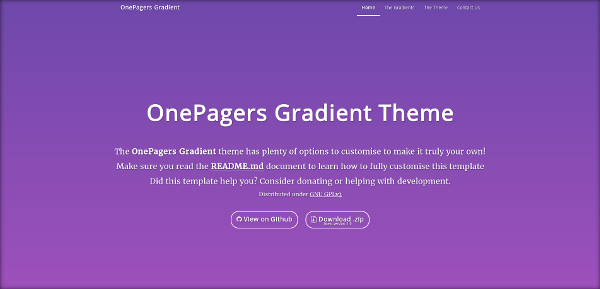 OnePagers Gradient
Home The Gradients The Theme Contact Us
OnePagers Gradient Theme
The OnePagers Gradient theme has plenty of options to customise to make it truly your own!
Make sure you read the README.md document to learn how to fully customise this template
Did this template help you? Consider donating or helping with development.
Distributed under GNU GPLv3.
View on Github
Download .zip